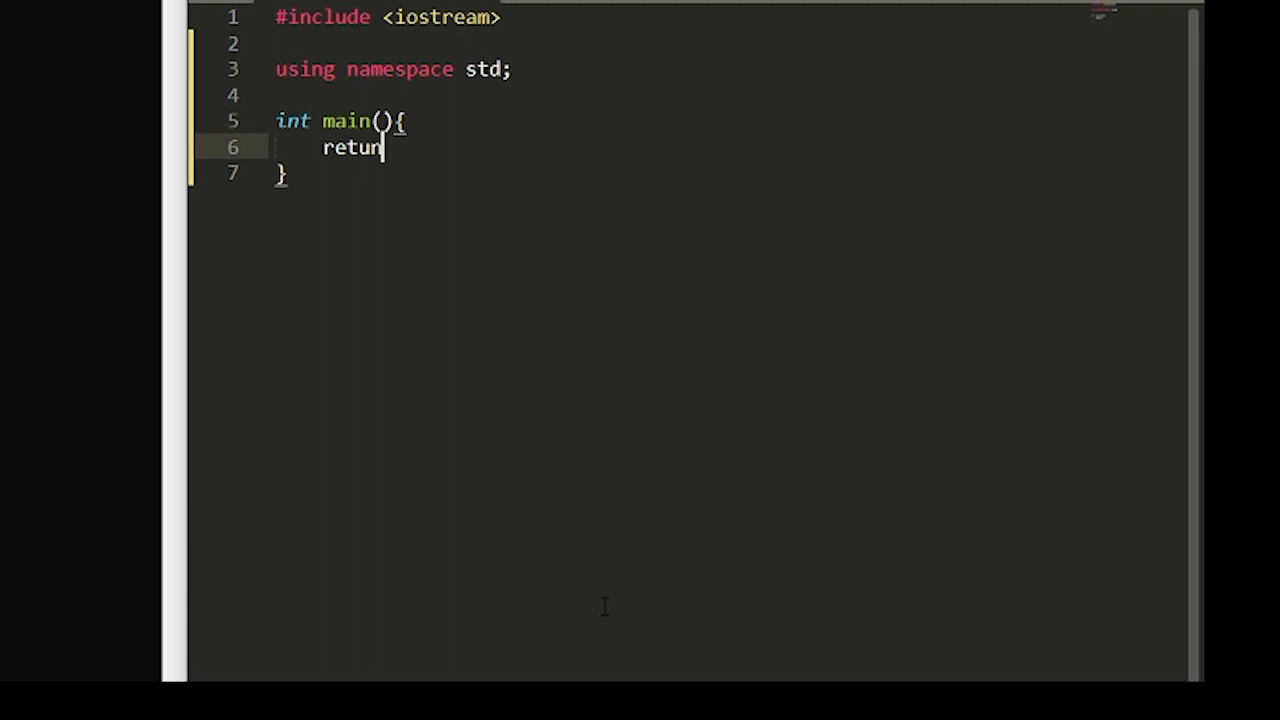 1 #include <iostream>
2
3 using namespace std;
4
5 int main(){
6 retun
7 }